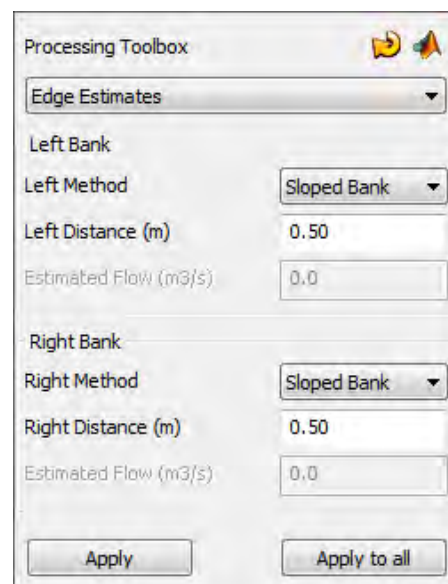 Processing Toolbox
Edge Estimates
Left Bank
Left Method Sloped Bank
Left Distance (m) 0.50
Estimated Flow (m3/s) 0.0
Right Bank
Right Method Sloped Bank
Right Distance (m) 0.50
Estimated Flow (m3/s) 0.0
Apply Apply to all